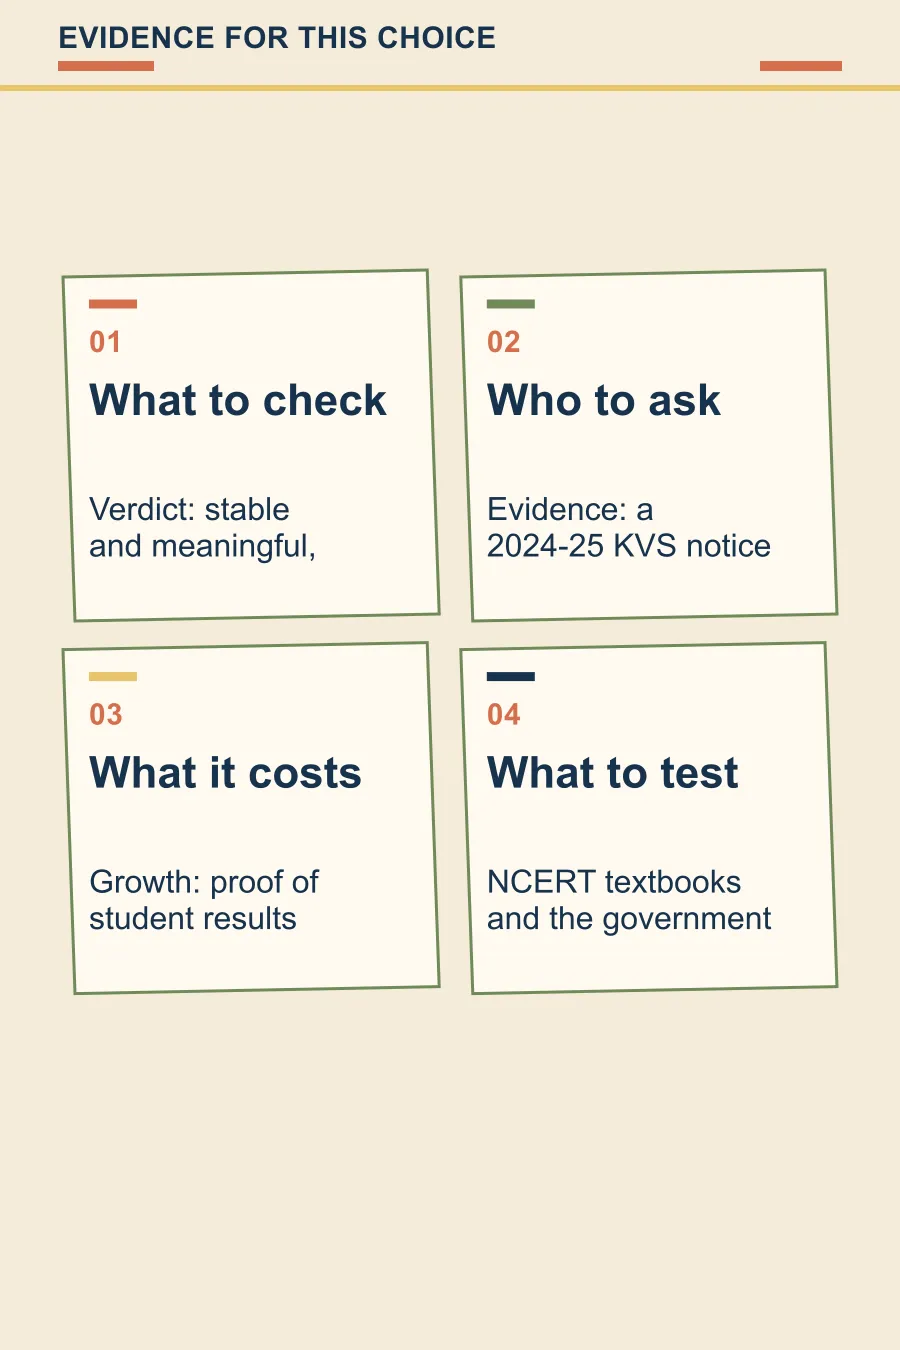 EVIDENCE FOR THIS CHOICE
01
What to check
Verdict: stable
and meaningful,
02
Who to ask
Evidence: a
2024-25 KVS notice
03
What it costs
Growth: proof of
student results
04
What to test
NCERT textbooks
and the government